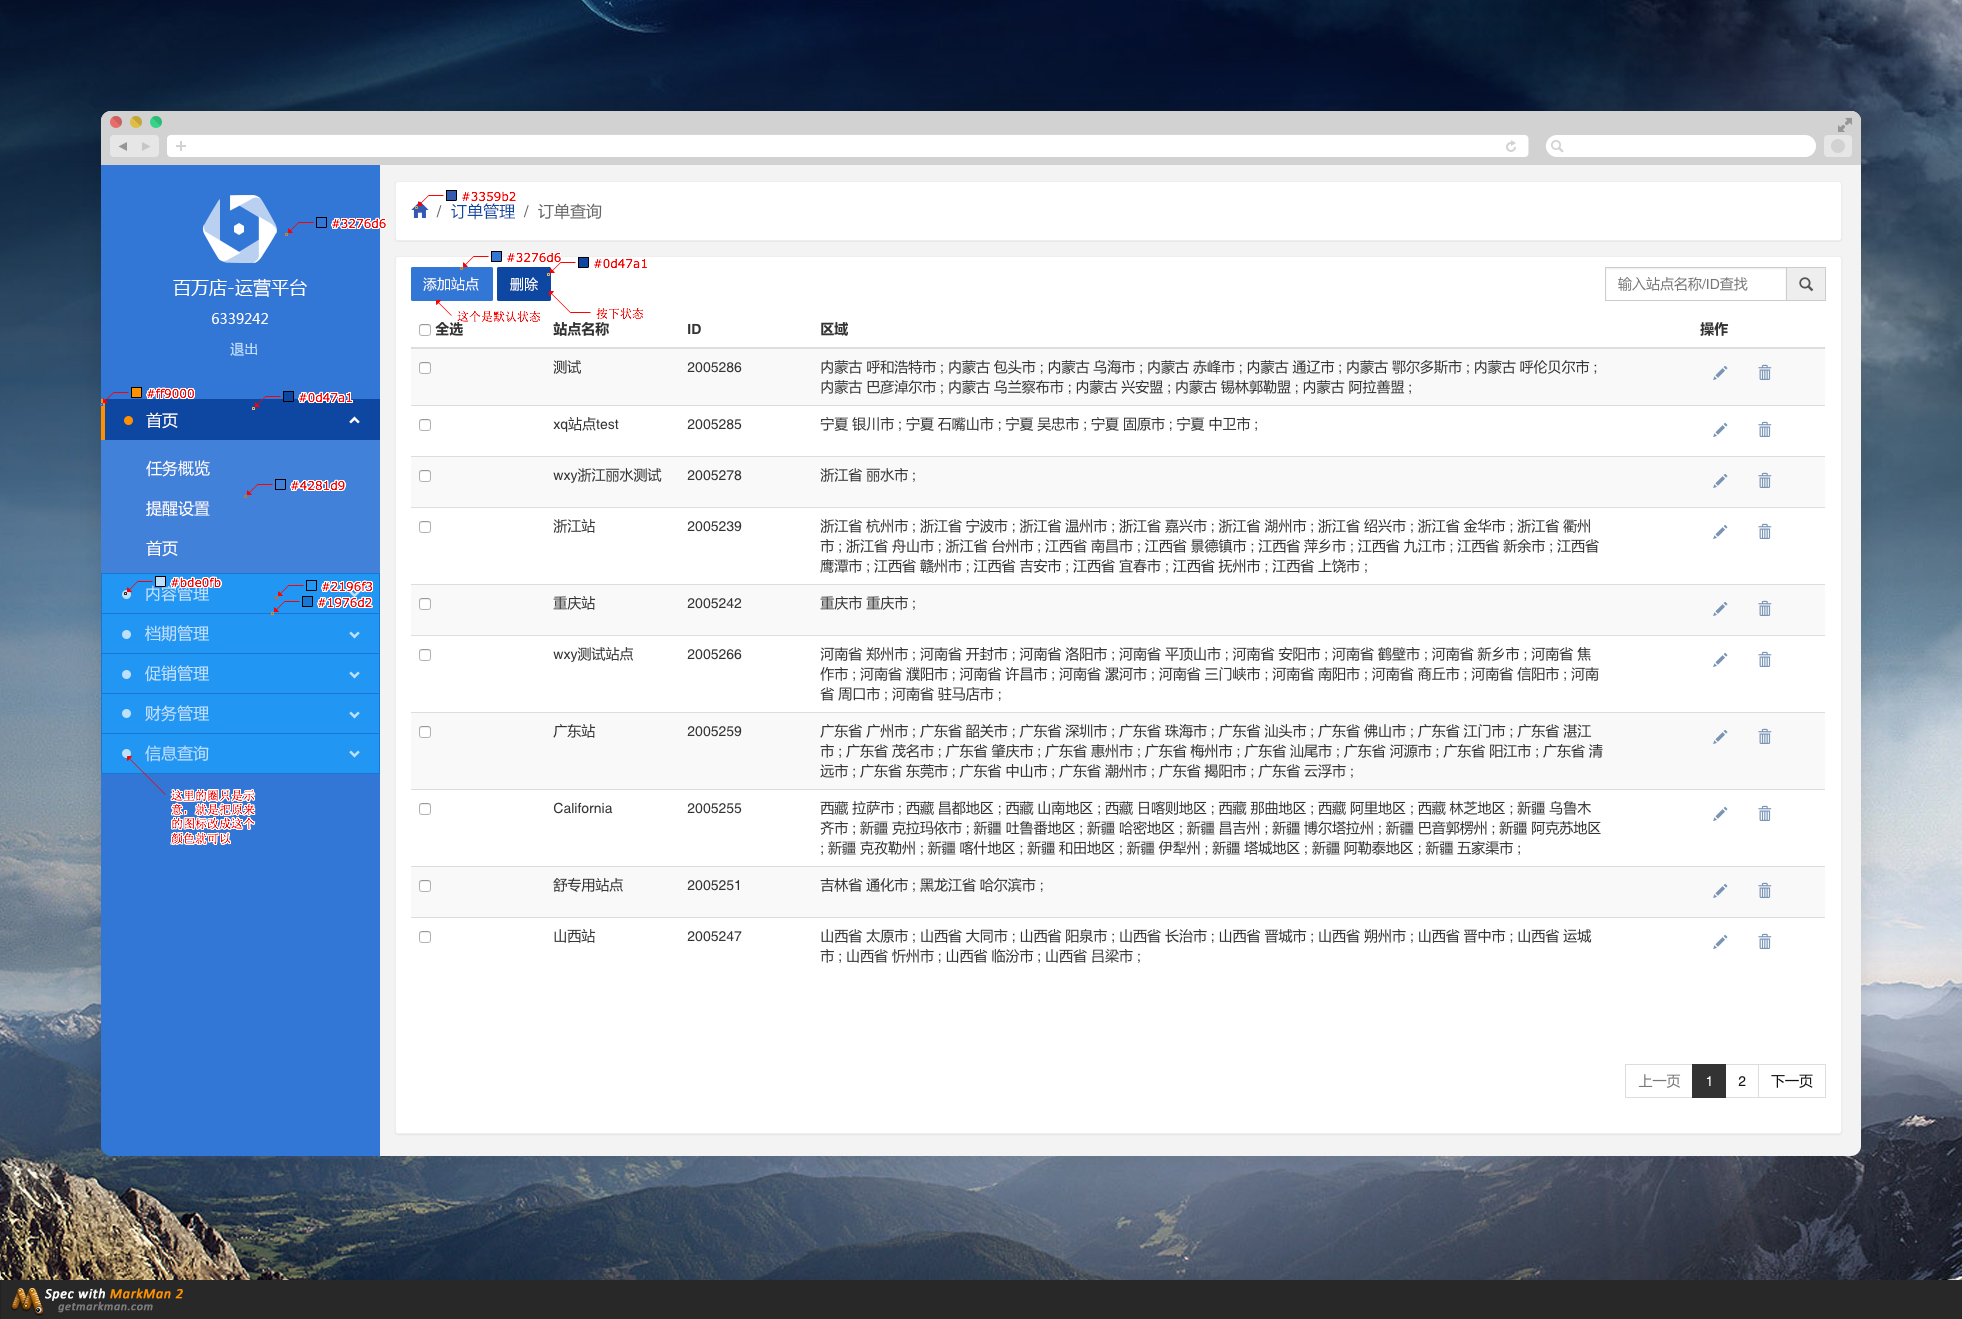 #3276d6
百万店-运营平台
6339242
退出
#ff9000
#0d47a1
首页
任务概览
提醒设置
#4281d9
首页
#bde0fb
内容管理
#2196f3
#1976d2
档期管理
促销管理
财务管理
信息查询
这里的圈只是示
意，就是把原来
的图标改成这个
颜色就可以
#3359b2
/ 订单管理 / 订单查询
#3276d6
#0d47a1
添加站点 删除
输入站点名称/ID查找
这个是默认状态
按下状态
全选 站点名称 ID 区域 操作
测试 2005286 内蒙古 呼和浩特市 ; 内蒙古 包头市 ; 内蒙古 乌海市 ; 内蒙古 赤峰市 ; 内蒙古 通辽市 ; 内蒙古 鄂尔多斯市 ; 内蒙古 呼伦贝尔市 ;
内蒙古 巴彦淖尔市 ; 内蒙古 乌兰察布市 ; 内蒙古 兴安盟 ; 内蒙古 锡林郭勒盟 ; 内蒙古 阿拉善盟 ;
xq站点test 2005285 宁夏 银川市 ; 宁夏 石嘴山市 ; 宁夏 吴忠市 ; 宁夏 固原市 ; 宁夏 中卫市 ;
wxy浙江丽水测试 2005278 浙江省 丽水市 ;
浙江站 2005239 浙江省 杭州市 ; 浙江省 宁波市 ; 浙江省 温州市 ; 浙江省 嘉兴市 ; 浙江省 湖州市 ; 浙江省 绍兴市 ; 浙江省 金华市 ; 浙江省 衢州
市 ; 浙江省 舟山市 ; 浙江省 台州市 ; 江西省 南昌市 ; 江西省 景德镇市 ; 江西省 萍乡市 ; 江西省 九江市 ; 江西省 新余市 ; 江西省
鹰潭市 ; 江西省 赣州市 ; 江西省 吉安市 ; 江西省 宜春市 ; 江西省 抚州市 ; 江西省 上饶市 ;
重庆站 2005242 重庆市 重庆市 ;
wxy测试站点 2005266 河南省 郑州市 ; 河南省 开封市 ; 河南省 洛阳市 ; 河南省 平顶山市 ; 河南省 安阳市 ; 河南省 鹤壁市 ; 河南省 新乡市 ; 河南省 焦
作市 ; 河南省 濮阳市 ; 河南省 许昌市 ; 河南省 漯河市 ; 河南省 三门峡市 ; 河南省 南阳市 ; 河南省 商丘市 ; 河南省 信阳市 ; 河南
省 周口市 ; 河南省 驻马店市 ;
广东站 2005259 广东省 广州市 ; 广东省 韶关市 ; 广东省 深圳市 ; 广东省 珠海市 ; 广东省 汕头市 ; 广东省 佛山市 ; 广东省 江门市 ; 广东省 湛江
市 ; 广东省 茂名市 ; 广东省 肇庆市 ; 广东省 惠州市 ; 广东省 梅州市 ; 广东省 汕尾市 ; 广东省 河源市 ; 广东省 阳江市 ; 广东省 清
远市 ; 广东省 东莞市 ; 广东省 中山市 ; 广东省 潮州市 ; 广东省 揭阳市 ; 广东省 云浮市 ;
California 2005255 西藏 拉萨市 ; 西藏 昌都地区 ; 西藏 山南地区 ; 西藏 日喀则地区 ; 西藏 那曲地区 ; 西藏 阿里地区 ; 西藏 林芝地区 ; 新疆 乌鲁木
齐市 ; 新疆 克拉玛依市 ; 新疆 吐鲁番地区 ; 新疆 哈密地区 ; 新疆 昌吉州 ; 新疆 博尔塔拉州 ; 新疆 巴音郭楞州 ; 新疆 阿克苏地区
; 新疆 克孜勒州 ; 新疆 喀什地区 ; 新疆 和田地区 ; 新疆 伊犁州 ; 新疆 塔城地区 ; 新疆 阿勒泰地区 ; 新疆 五家渠市 ;
舒专用站点 2005251 吉林省 通化市 ; 黑龙江省 哈尔滨市 ;
山西站 2005247 山西省 太原市 ; 山西省 大同市 ; 山西省 阳泉市 ; 山西省 长治市 ; 山西省 晋城市 ; 山西省 朔州市 ; 山西省 晋中市 ; 山西省 运城
市 ; 山西省 忻州市 ; 山西省 临汾市 ; 山西省 吕梁市 ;
上一页 1 2 下一页
Spec with MarkMan 2
getmarkman.com